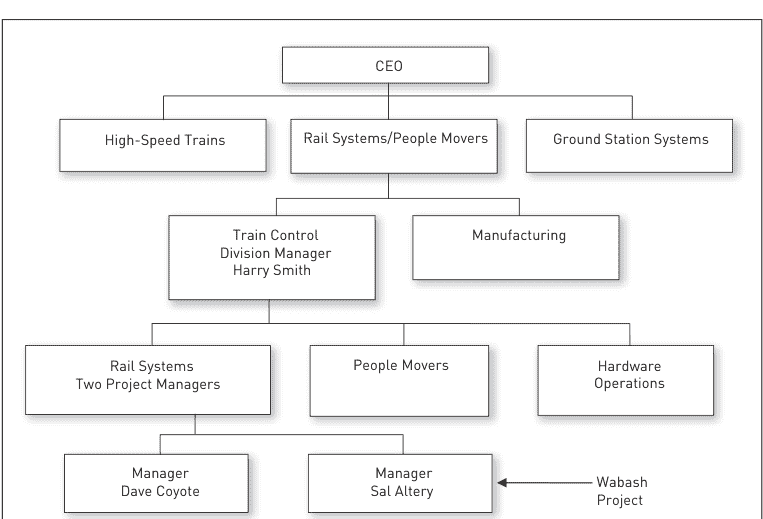 CEO
High-Speed Trains
Rail Systems/People Movers
Ground Station Systems
Train Control
Division Manager
Harry Smith
Manufacturing
Rail Systems
Two Project Managers
People Movers
Hardware
Operations
Manager
Dave Coyote
Manager
Sal Altery
Wabash
Project